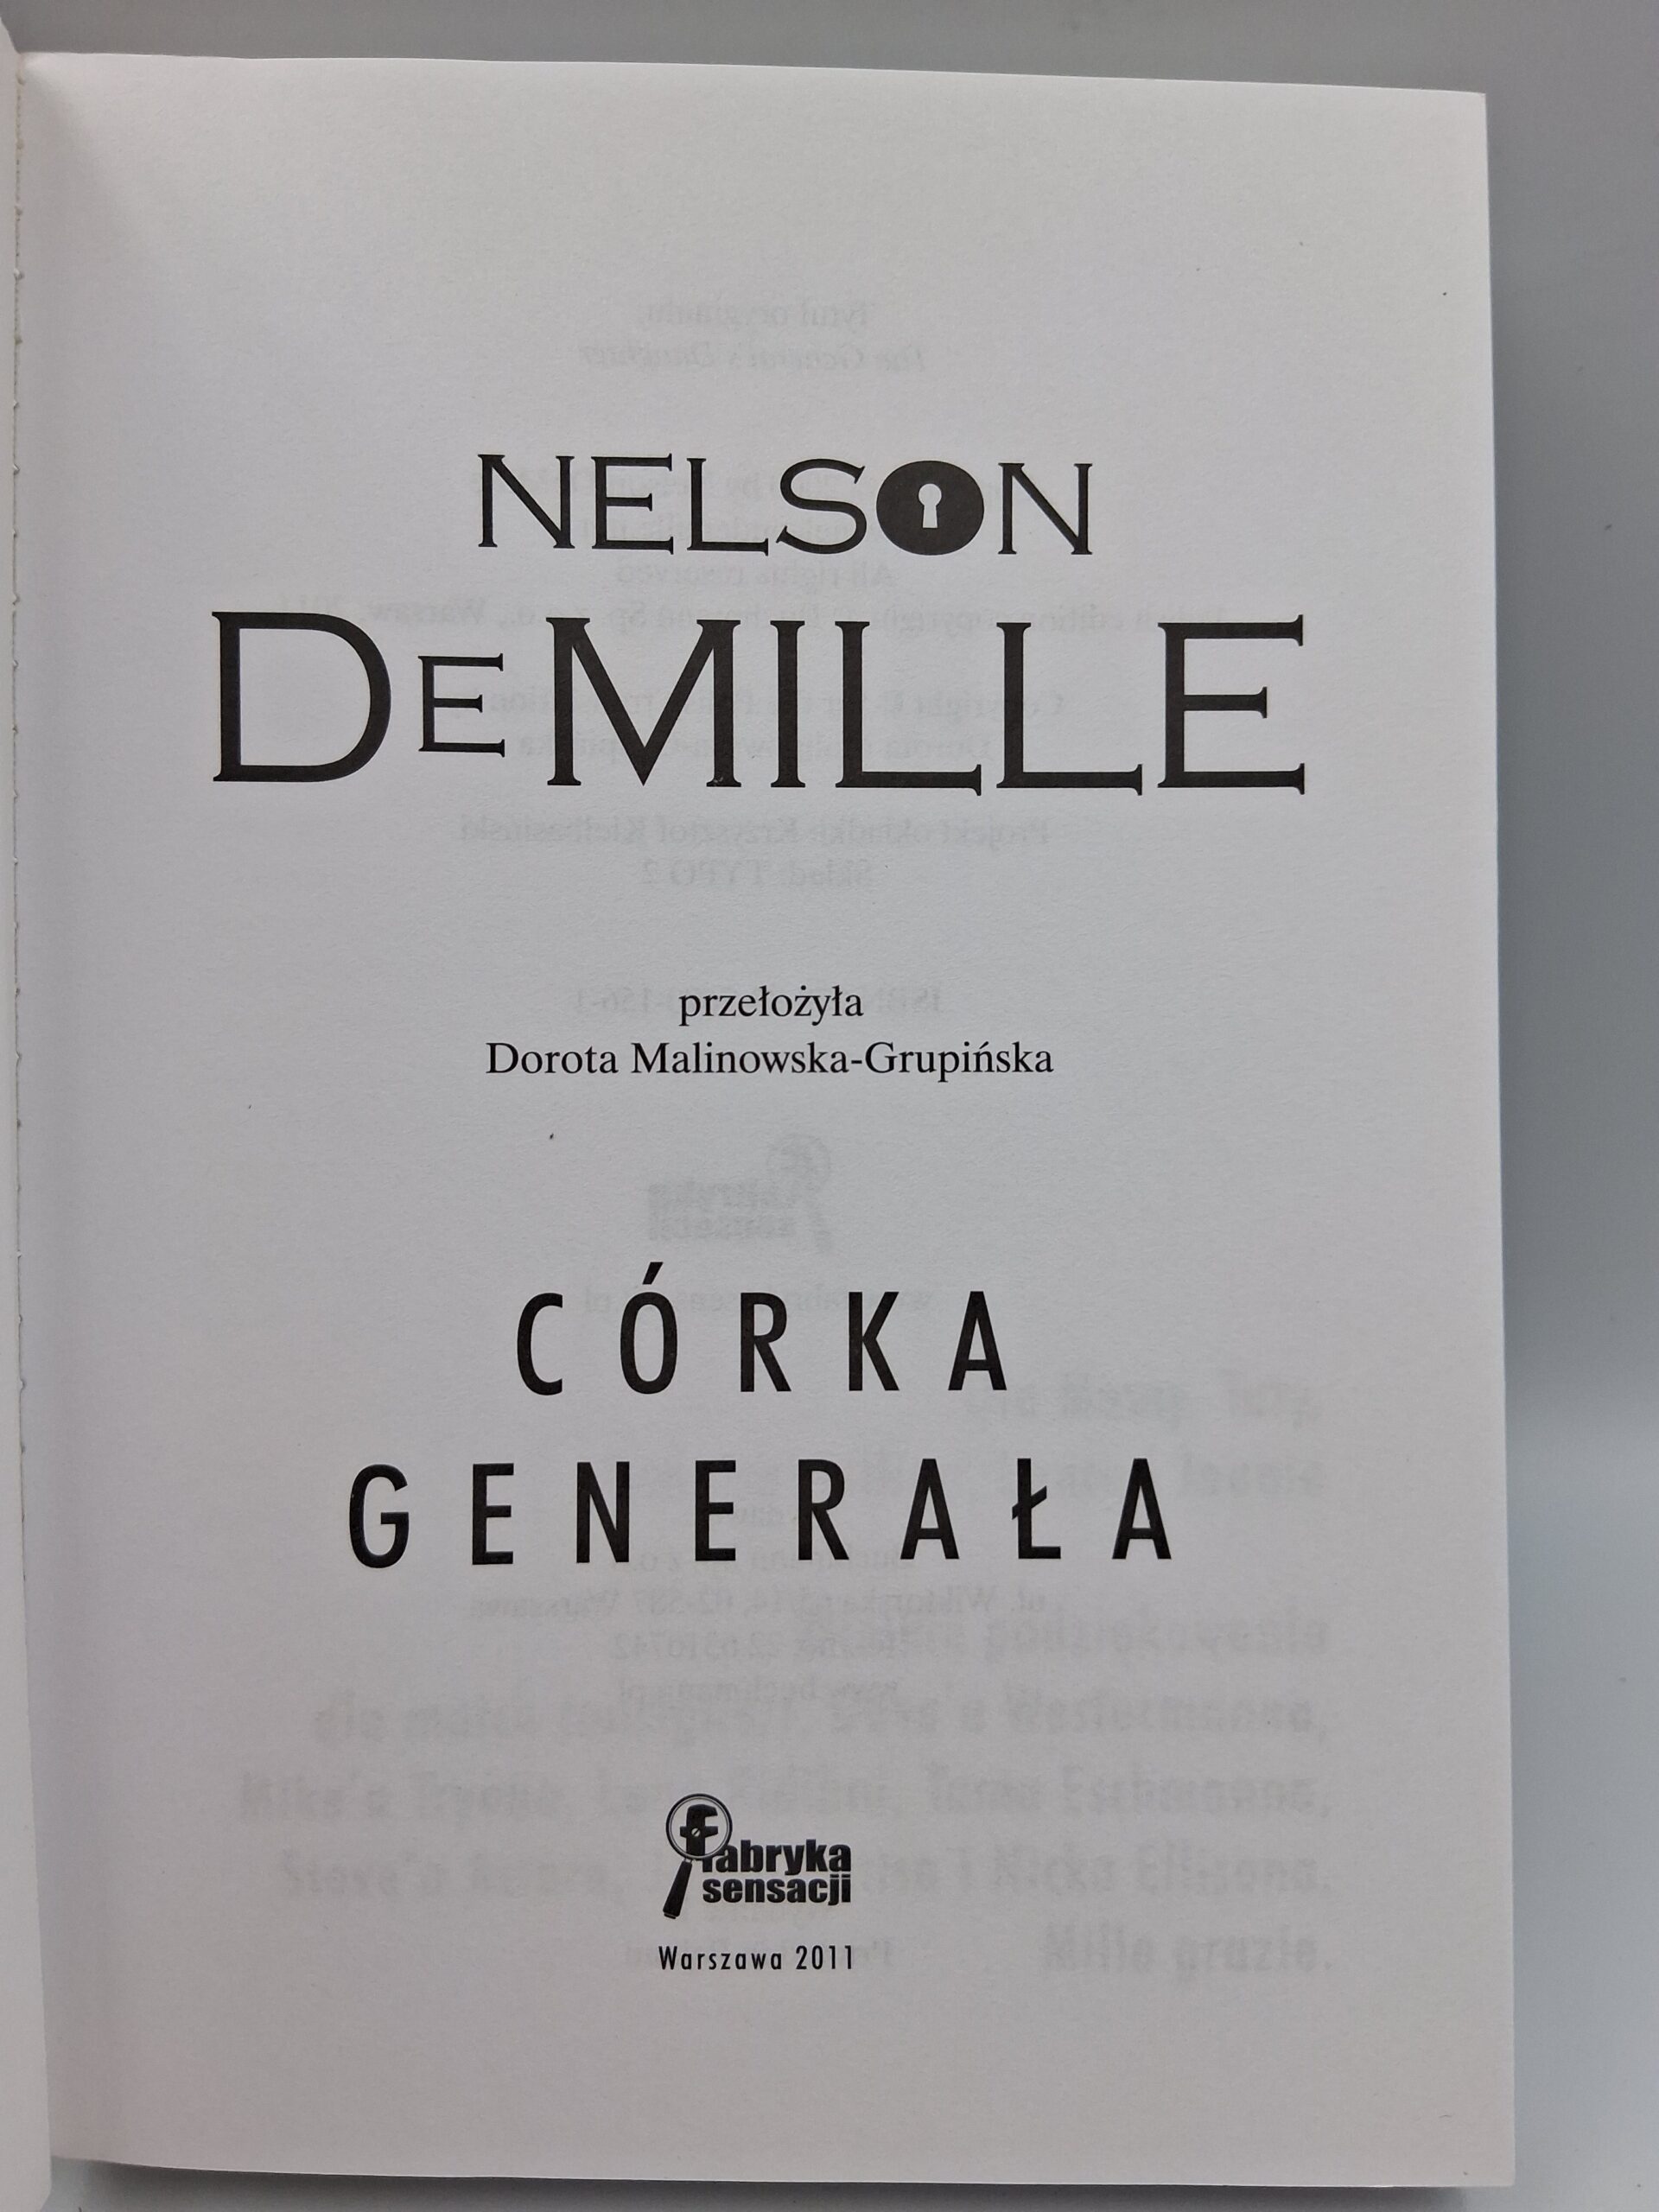 NELSON
DEMILLE
przełożyła
Dorota Malinowska-Grupińska
CÓRKA
GENERAŁA
fabryka
sensacji
Warszawa 2011